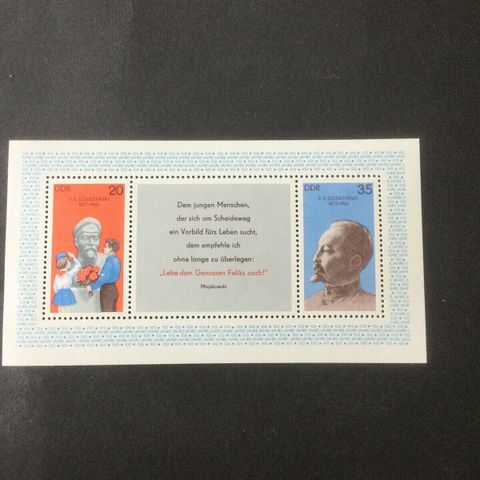 DDR 20
F. E. DZIERZYNSKI
1877-1926
Dem jungen Menschen,
der sich am Scheideweg
ein Vorbild fürs Leben sucht,
dem empfehle ich
ohne lange zu überlegen:
„Lebe dem Genossen Feliks nach!"
Majakowski
DDR 35
F. E. DZIERZYNSKI
1877-1926